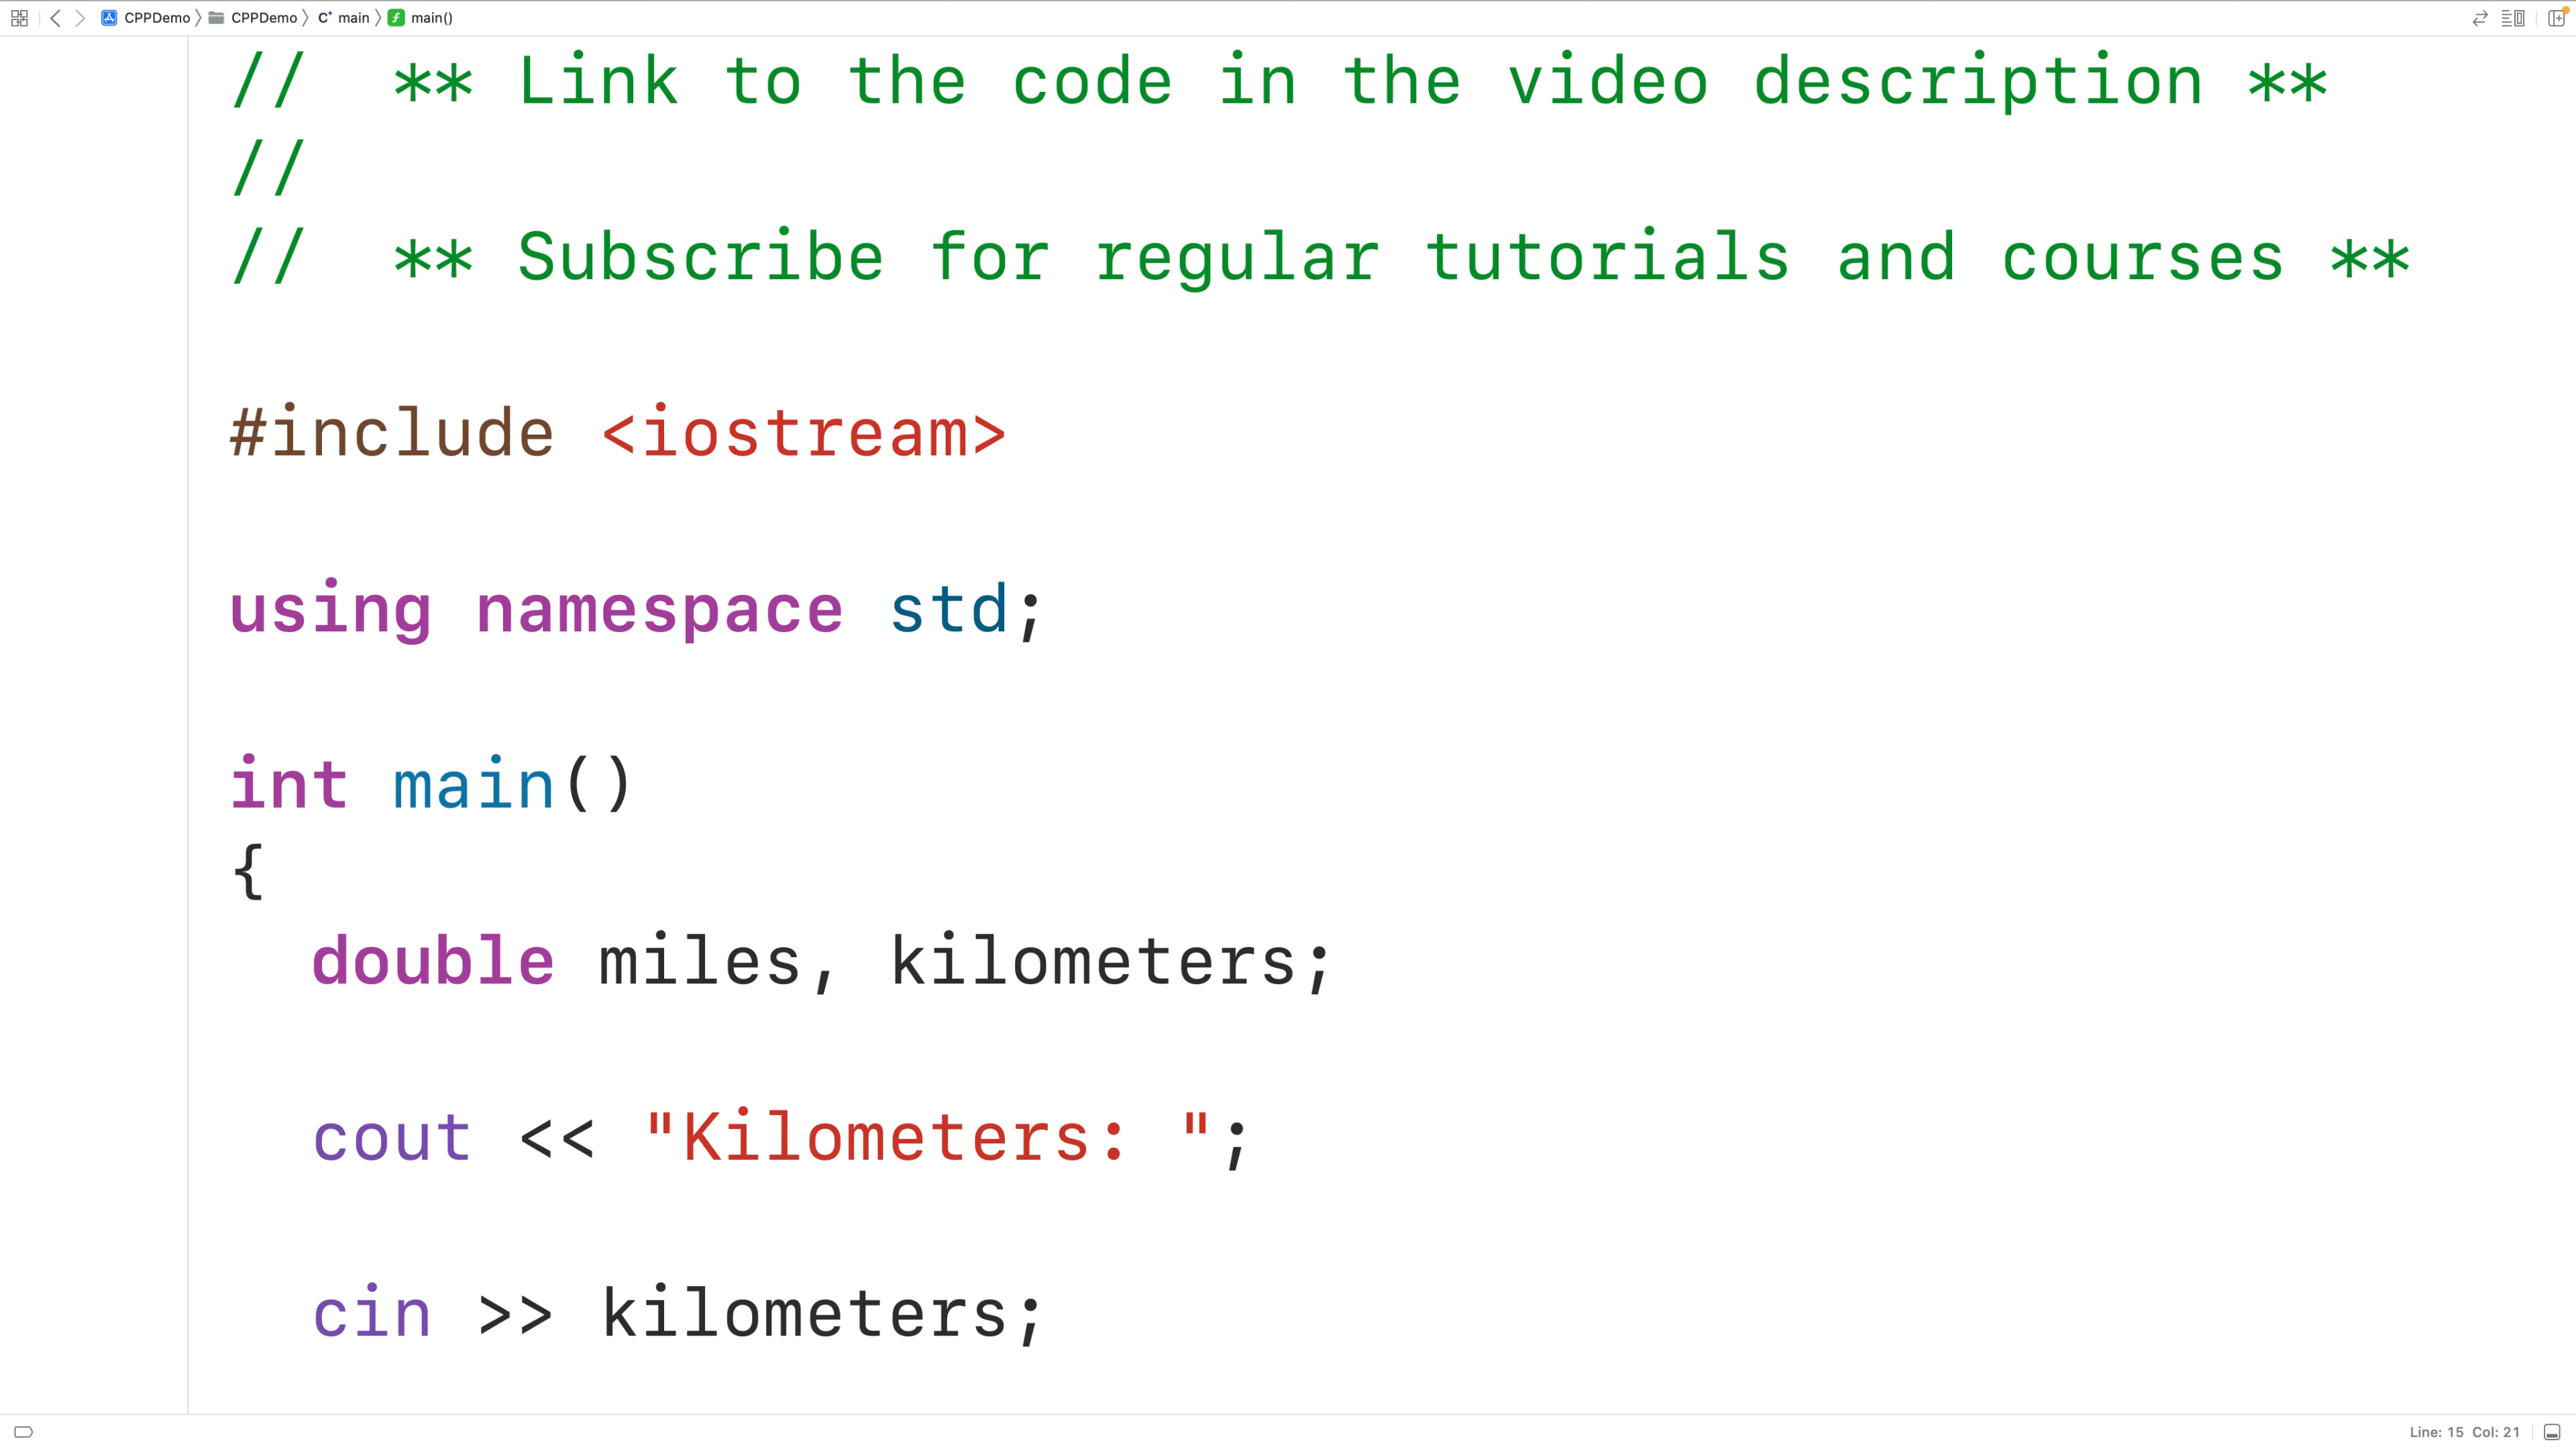 CPPDemo 〉 CPPDemo 〉 C+ main 〉 f main()
//  ** Link to the code in the video description **
//
//  ** Subscribe for regular tutorials and courses **
#include <iostream>
using namespace std;
int main()
{
  double miles, kilometers;
  cout << "Kilometers: ";
  cin >> kilometers;
Line: 15 Col: 21